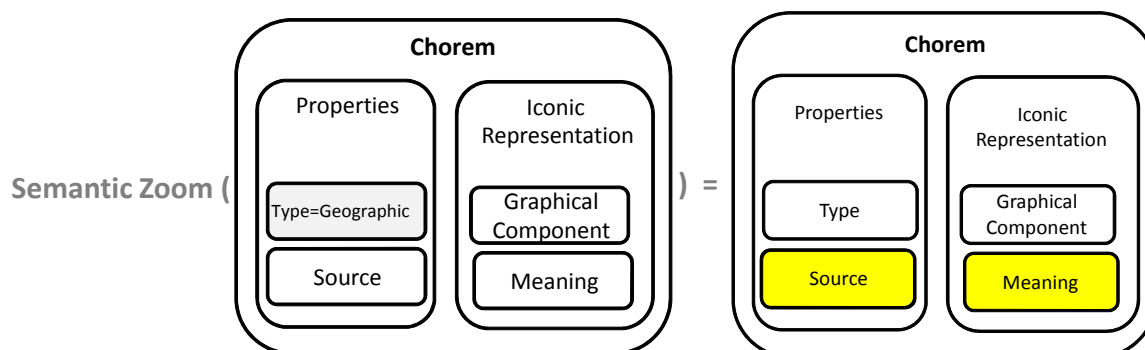 Semantic Zoom (
Chorem
Properties
Type=Geographic
Source
Iconic
Representation
Graphical
Component
Meaning
) =
Chorem
Properties
Type
Source
Iconic
Representation
Graphical
Component
Meaning